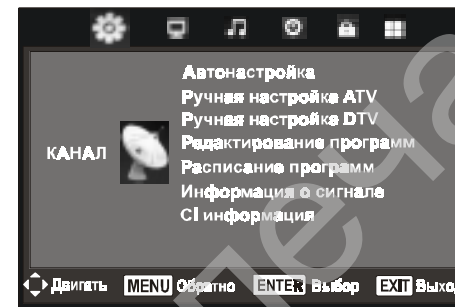 Автонастройка
Ручная настройка ATV
Ручная настройка DTV
Редактирование программ
КАНАЛ
Расписание программ
Информация о сигнале
CI информация
Двигать MENU Обратно ENTER Выбор EXIT Выход